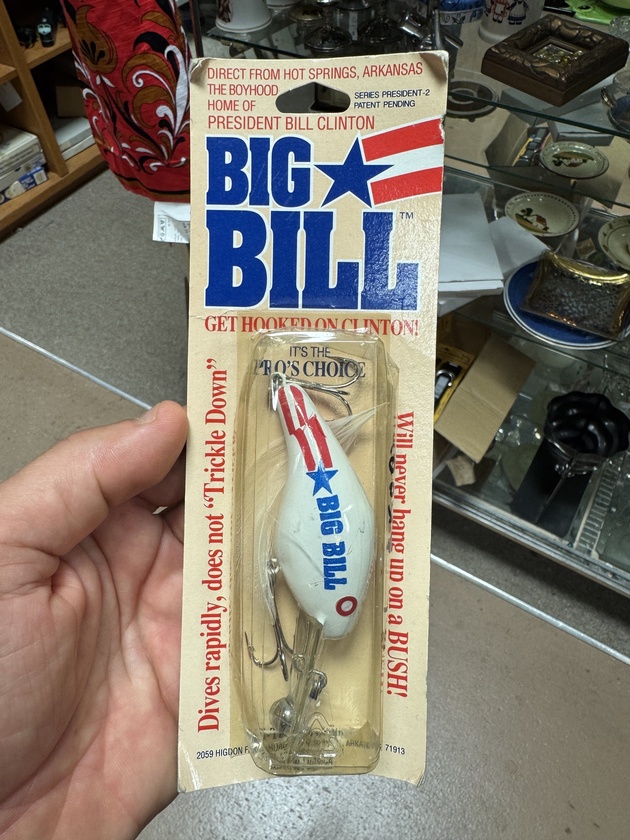 DIRECT FROM HOT SPRINGS, ARKANSAS
THE BOYHOOD
HOME OF
PRESIDENT BILL CLINTON
SERIES PRESIDENT-2
PATENT PENDING
BIG
BILL™
GET HOOKED ON CLINTON!
IT'S THE
PRO'S CHOICE
Dives rapidly, does not "Trickle Down"
Will never hang up on a BUSH!
BIG BILL
2059 HIGDON
71913